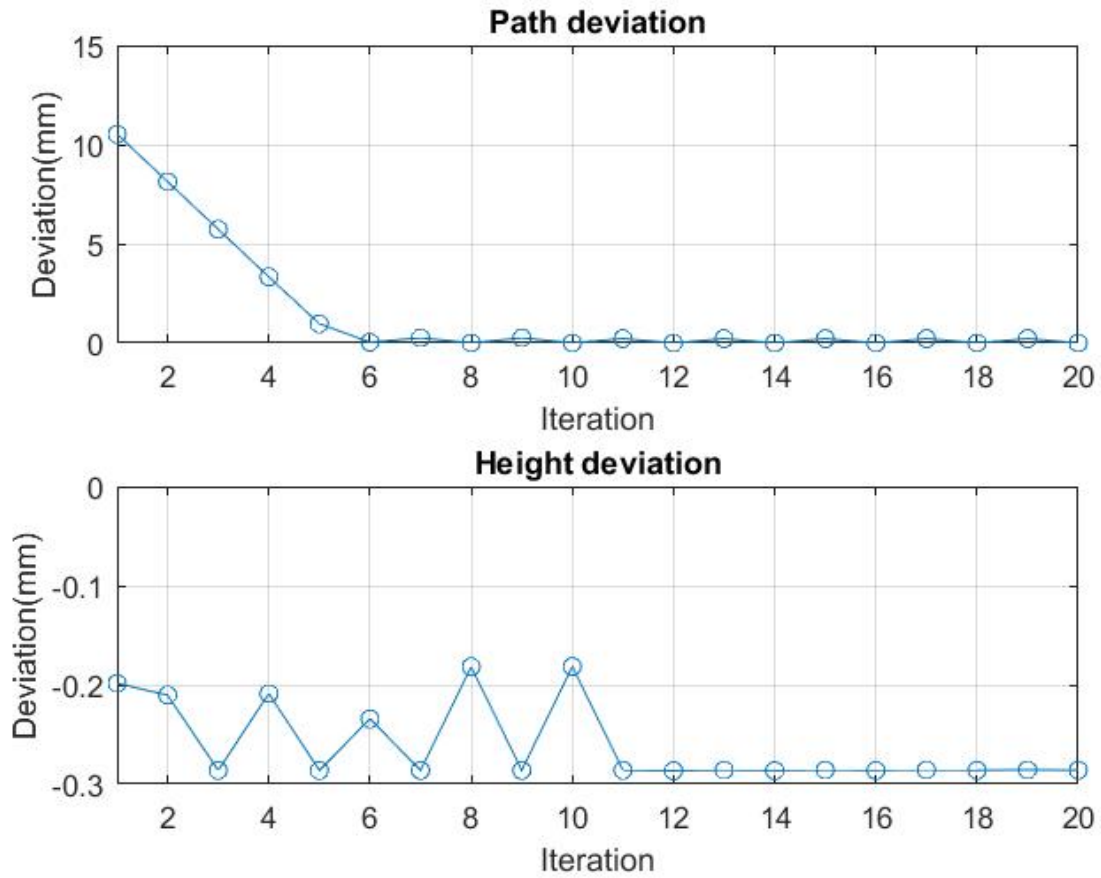 Path deviation
15
10
5
0
Deviation(mm)
2 4 6 8 10 12 14 16 18 20
Iteration
Height deviation
0
-0.1
-0.2
-0.3
Deviation(mm)
2 4 6 8 10 12 14 16 18 20
Iteration